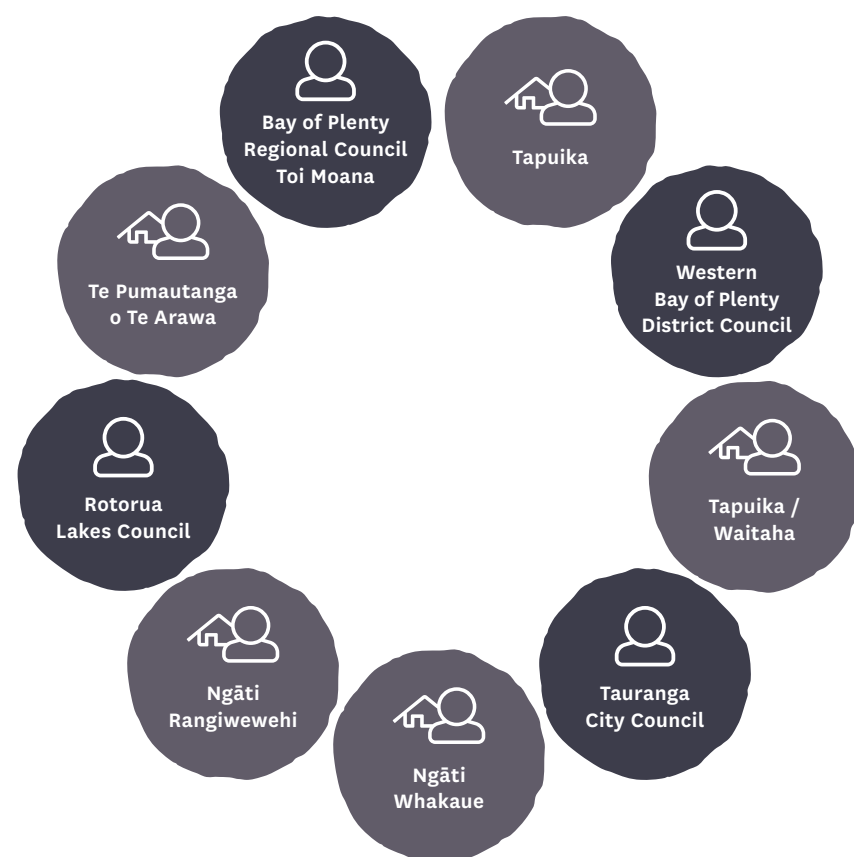 Bay of Plenty
Regional Council
Toi Moana
Tapuika
Western
Bay of Plenty
District Council
Tapuika /
Waitaha
Tauranga
City Council
Ngāti
Whakaue
Ngāti
Rangiwewehi
Rotorua
Lakes Council
Te Pumautanga
o Te Arawa